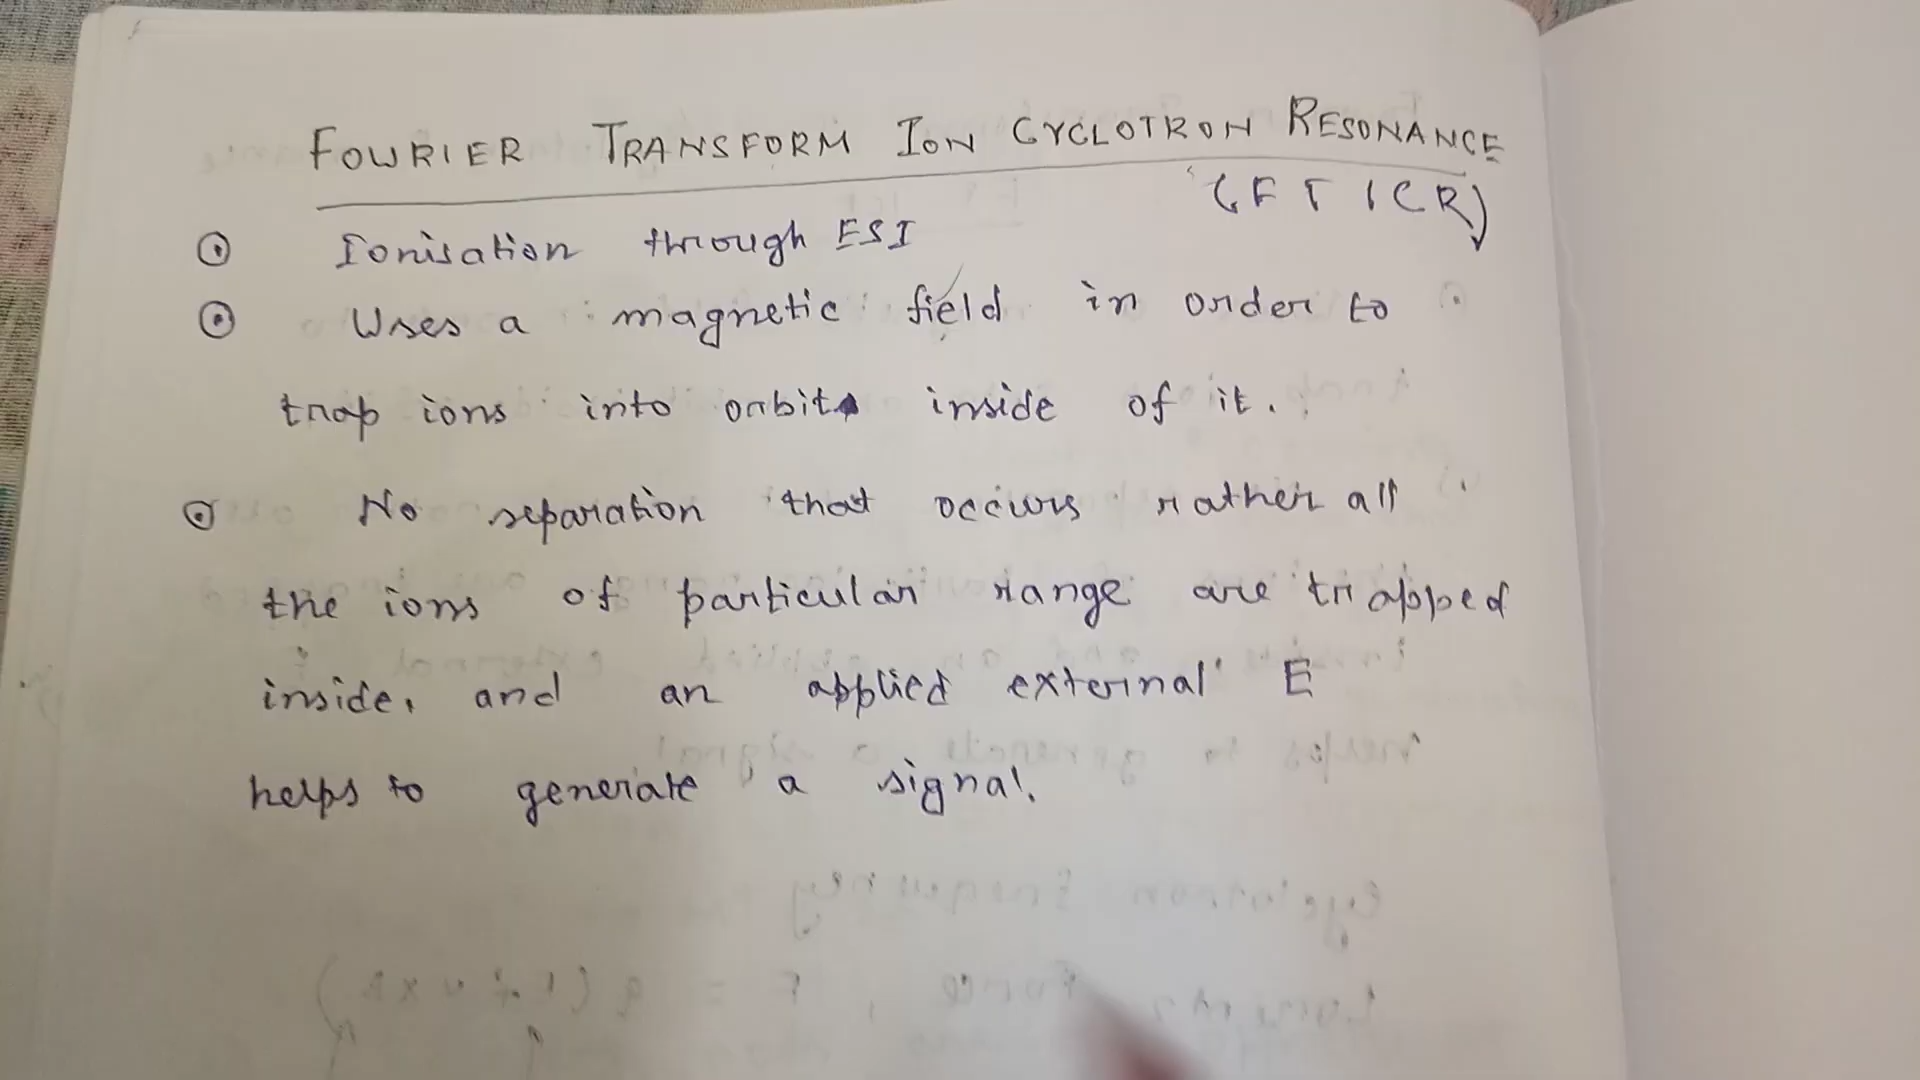 FOURIER TRANSFORM ION CYCLOTRON RESONANCE
(FT ICR)
⊙ Ionisation through ESI
⊙ Uses a magnetic field in order to
trap ions into orbits inside of it.
⊙ No separation that occurs rather all
the ions of particular range are trapped
inside, and an applied external E
helps to generate a signal.